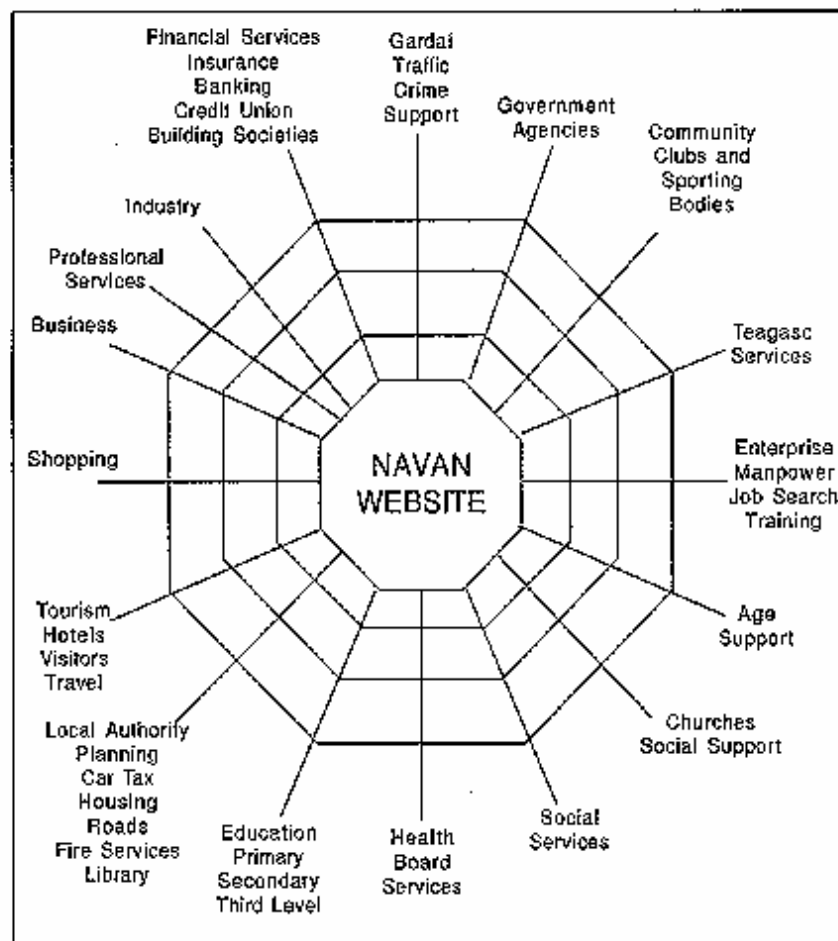 Financial Services
Insurance
Banking
Credit Union
Building Societies
Gardaí
Traffic
Crime
Support
Government
Agencies
Community
Clubs and
Sporting
Bodies
Industry
Professional
Services
Business
Teagasc
Services
Shopping
NAVAN
WEBSITE
Enterprise
Manpower
Job Search
Training
Tourism
Hotels
Visitors
Travel
Age
Support
Local Authority
Planning
Car Tax
Housing
Roads
Fire Services
Library
Churches
Social Support
Education
Primary
Secondary
Third Level
Health
Board
Services
Social
Services